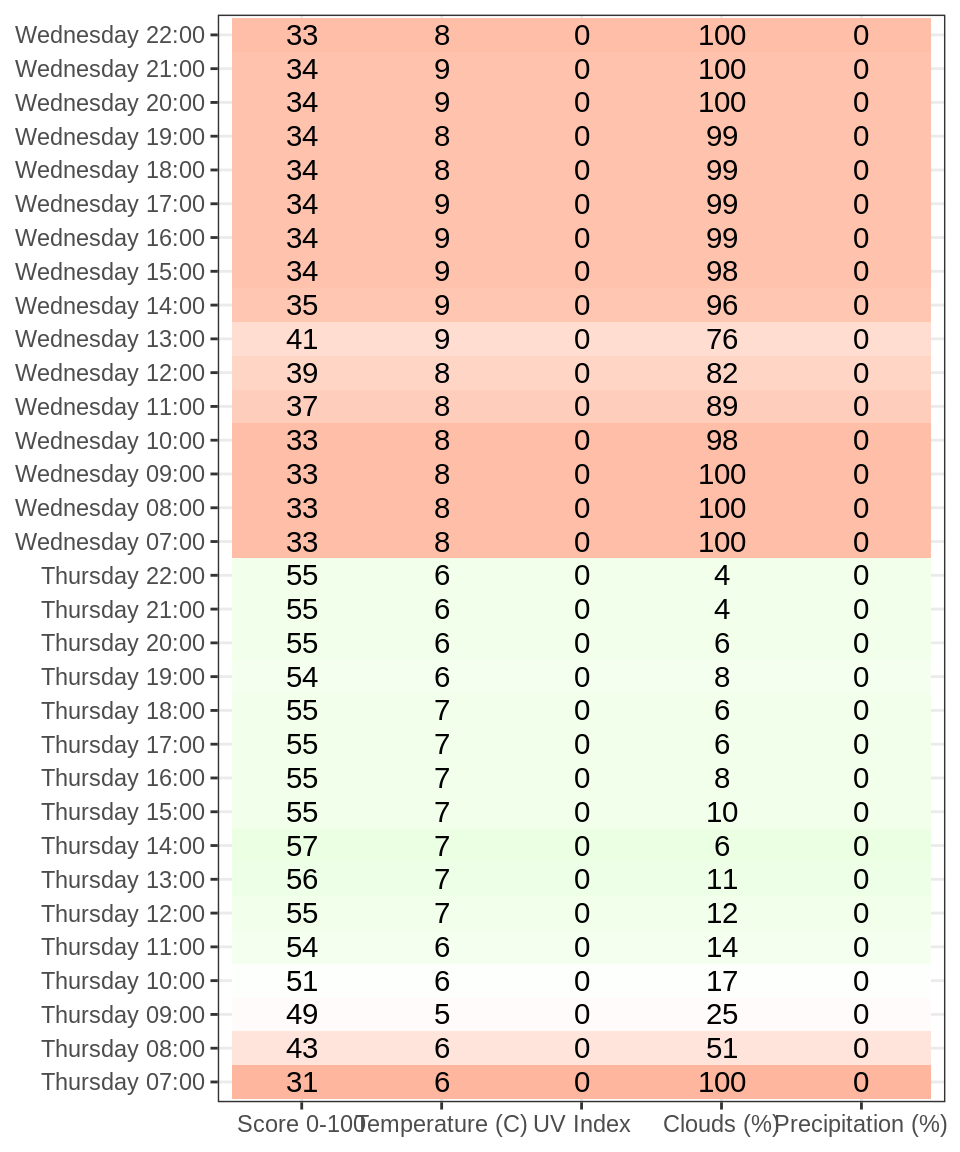 Wednesday 22:00 33 8 0 100 0
Wednesday 21:00 34 9 0 100 0
Wednesday 20:00 34 9 0 100 0
Wednesday 19:00 34 8 0 99 0
Wednesday 18:00 34 8 0 99 0
Wednesday 17:00 34 9 0 99 0
Wednesday 16:00 34 9 0 99 0
Wednesday 15:00 34 9 0 98 0
Wednesday 14:00 35 9 0 96 0
Wednesday 13:00 41 9 0 76 0
Wednesday 12:00 39 8 0 82 0
Wednesday 11:00 37 8 0 89 0
Wednesday 10:00 33 8 0 98 0
Wednesday 09:00 33 8 0 100 0
Wednesday 08:00 33 8 0 100 0
Wednesday 07:00 33 8 0 100 0
Thursday 22:00 55 6 0 4 0
Thursday 21:00 55 6 0 4 0
Thursday 20:00 55 6 0 6 0
Thursday 19:00 54 6 0 8 0
Thursday 18:00 55 7 0 6 0
Thursday 17:00 55 7 0 6 0
Thursday 16:00 55 7 0 8 0
Thursday 15:00 55 7 0 10 0
Thursday 14:00 57 7 0 6 0
Thursday 13:00 56 7 0 11 0
Thursday 12:00 55 7 0 12 0
Thursday 11:00 54 6 0 14 0
Thursday 10:00 51 6 0 17 0
Thursday 09:00 49 5 0 25 0
Thursday 08:00 43 6 0 51 0
Thursday 07:00 31 6 0 100 0
Score 0-100 Temperature (C) UV Index Clouds (%) Precipitation (%)